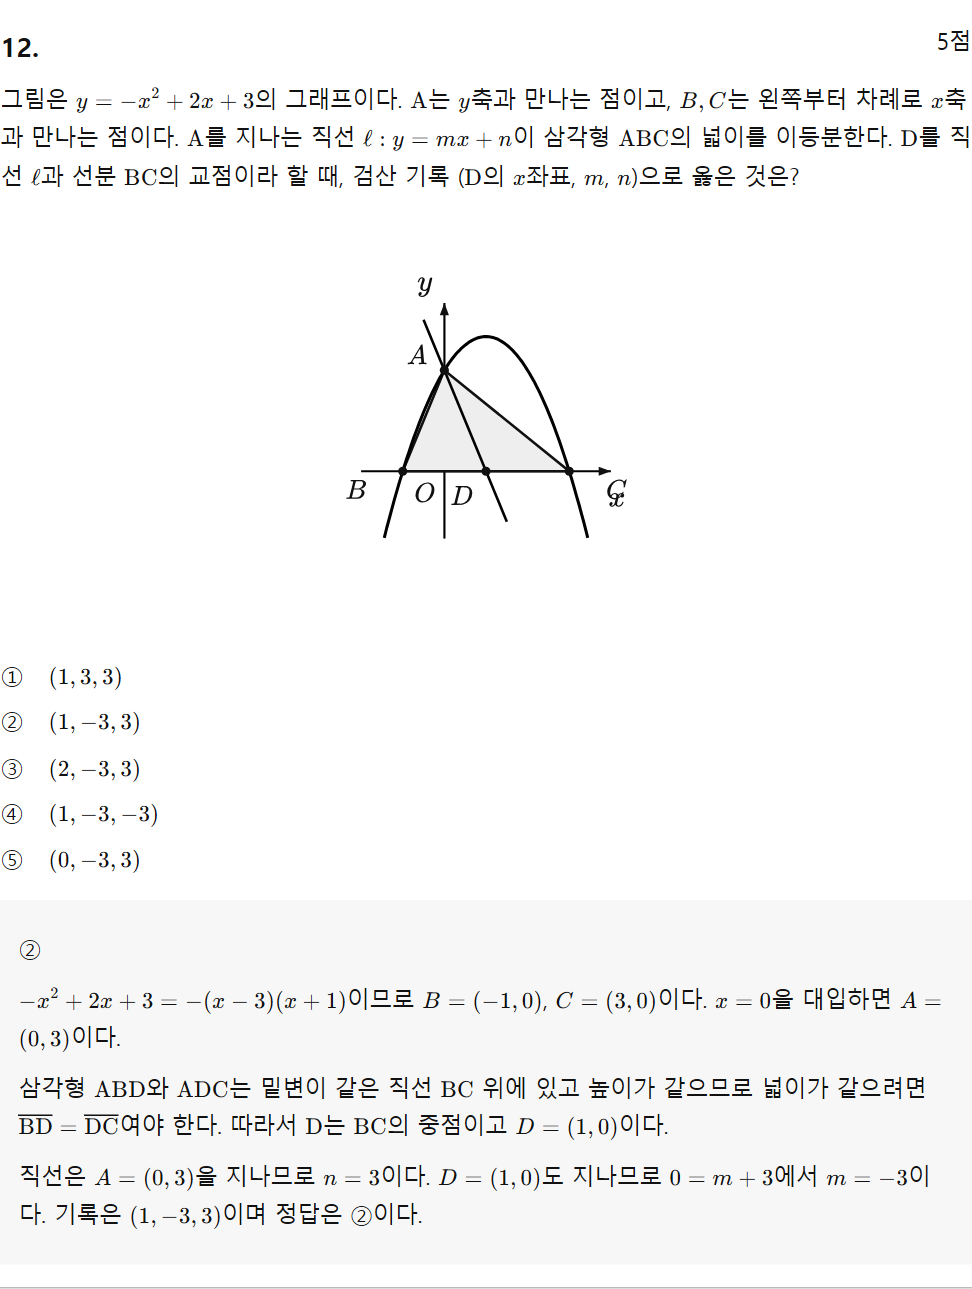 12.
5점
그림은 y = −x² + 2x + 3의 그래프이다. A는 y축과 만나는 점이고, B, C는 왼쪽부터 차례로 x축
과 만나는 점이다. A를 지나는 직선 ℓ : y = mx + n이 삼각형 ABC의 넓이를 이등분한다. D를 직
선 ℓ과 선분 BC의 교점이라 할 때, 검산 기록 (D의 x좌표, m, n)으로 옳은 것은?
y
A
B
O
D
C
x
① (1, 3, 3)
② (1, −3, 3)
③ (2, −3, 3)
④ (1, −3, −3)
⑤ (0, −3, 3)
②
−x² + 2x + 3 = −(x − 3)(x + 1)이므로 B = (−1, 0), C = (3, 0)이다. x = 0을 대입하면 A =
(0, 3)이다.
삼각형 ABD와 ADC는 밑변이 같은 직선 BC 위에 있고 높이가 같으므로 넓이가 같으려면
B̅D̅ = D̅C̅여야 한다. 따라서 D는 BC의 중점이고 D = (1, 0)이다.
직선은 A = (0, 3)을 지나므로 n = 3이다. D = (1, 0)도 지나므로 0 = m + 3에서 m = −3이
다. 기록은 (1, −3, 3)이며 정답은 ②이다.